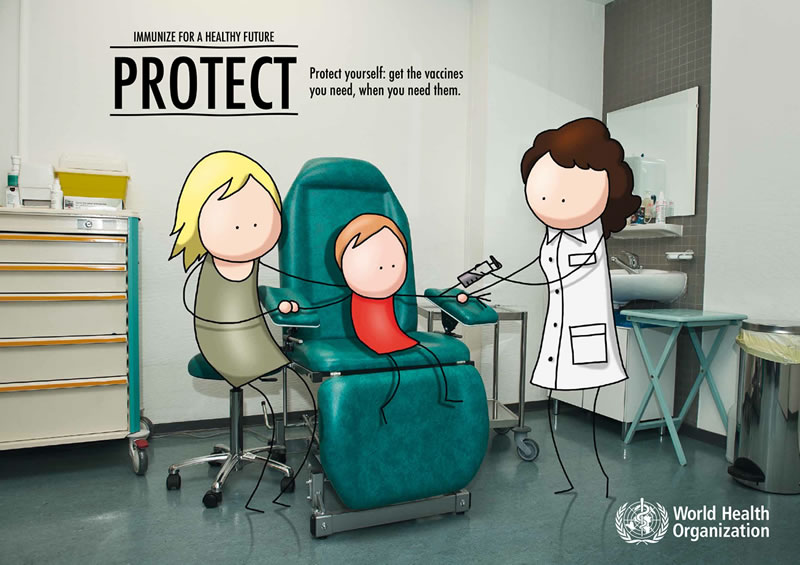 IMMUNIZE FOR A HEALTHY FUTURE
PROTECT
Protect yourself: get the vaccines
you need, when you need them.
World Health
Organization